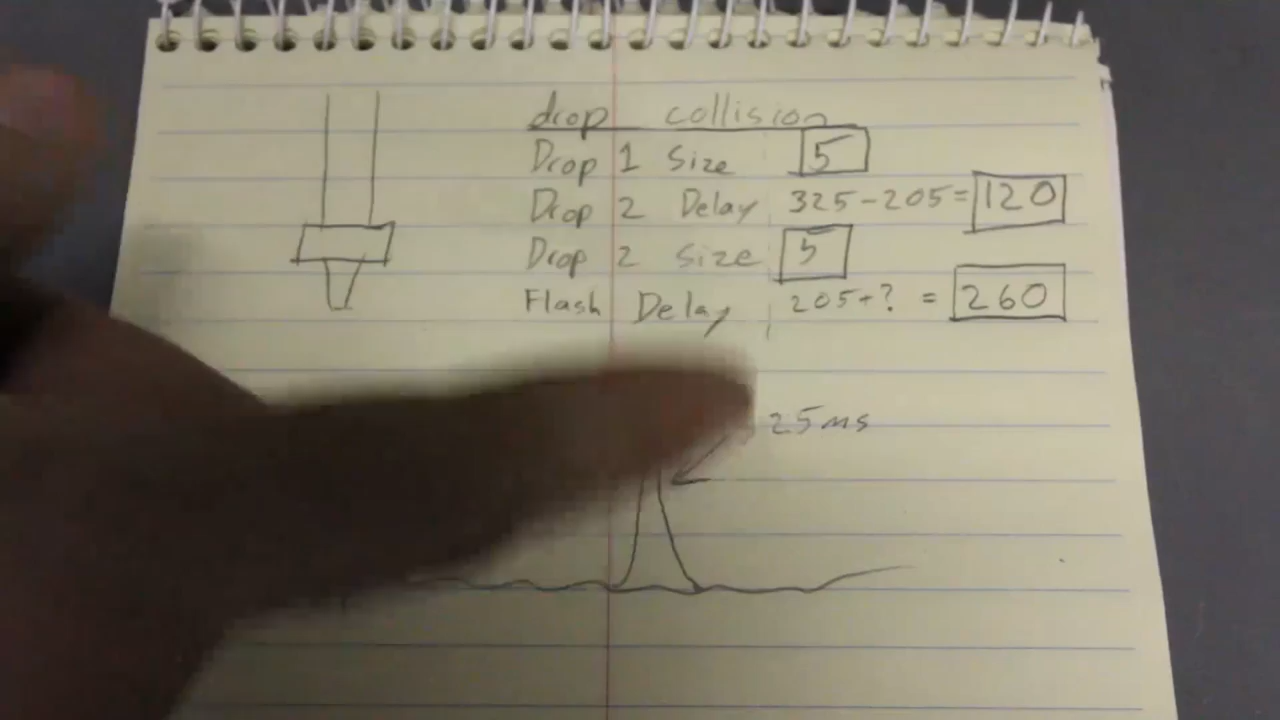 drop collision
Drop 1 Size 5
Drop 2 Delay 325-205= 120
Drop 2 Size 5
Flash Delay 205+? = 260
25ms